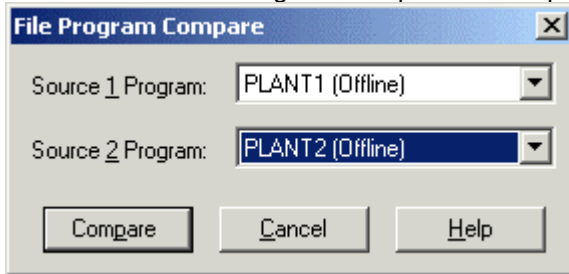 File Program Compare
Source 1 Program: PLANT1 (Offline)
Source 2 Program: PLANT2 (Offline)
Compare Cancel Help